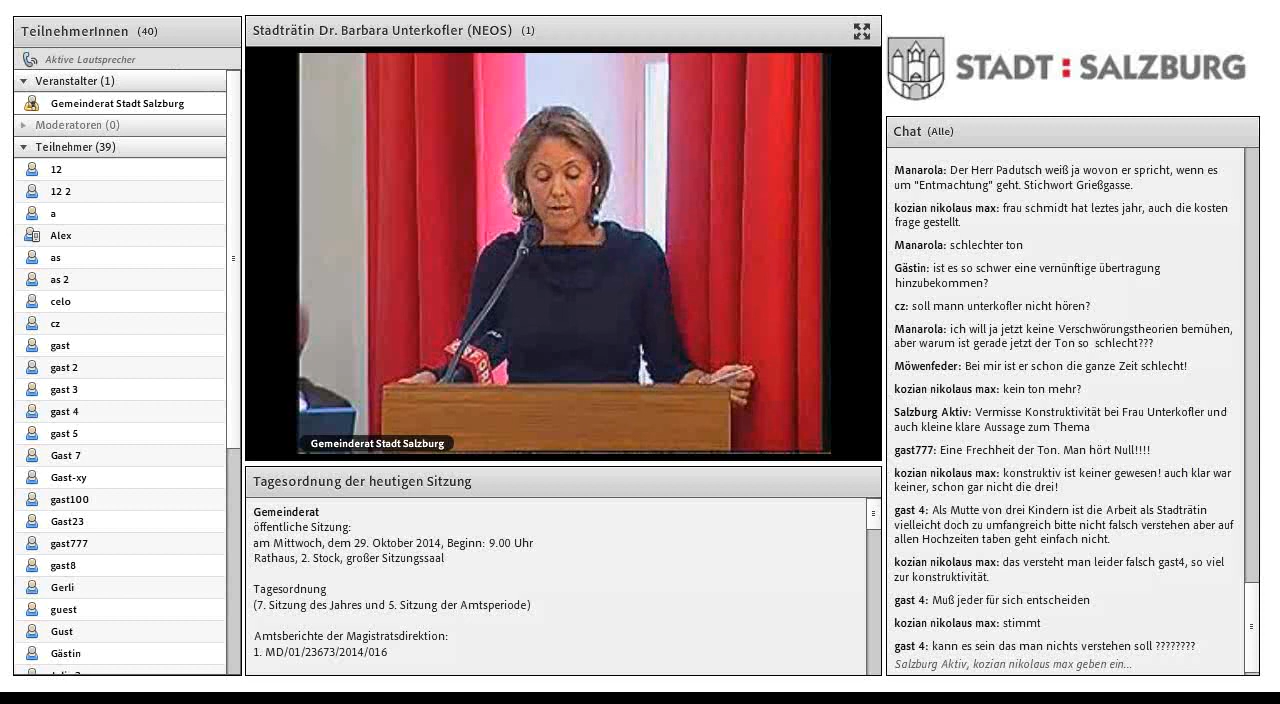 TeilnehmerInnen (40)
Aktive Lautsprecher
Veranstalter (1)
Gemeinderat Stadt Salzburg
Moderatoren (0)
Teilnehmer (39)
12
12 2
a
Alex
as
as 2
celo
cz
gast
gast 2
gast 3
gast 4
gast 5
Gast 7
Gast-xy
gast100
Gast23
gast777
gast8
Gerli
guest
Gust
Gästin
Stadträtin Dr. Barbara Unterkofler (NEOS) (1)
Gemeinderat Stadt Salzburg
Tagesordnung der heutigen Sitzung
Gemeinderat
öffentliche Sitzung:
am Mittwoch, dem 29. Oktober 2014, Beginn: 9.00 Uhr
Rathaus, 2. Stock, großer Sitzungssaal
Tagesordnung
(7. Sitzung des Jahres und 5. Sitzung der Amtsperiode)
Amtsberichte der Magistratsdirektion:
1. MD/01/23673/2014/016
STADT : SALZBURG
Chat (Alle)
Manarola: Der Herr Padutsch weiß ja wovon er spricht, wenn es
um "Entmachtung" geht. Stichwort Grießgasse.
kozian nikolaus max: frau schmidt hat leztes jahr, auch die kosten
frage gestellt.
Manarola: schlechter ton
Gästin: ist es so schwer eine vernünftige übertragung
hinzubekommen?
cz: soll mann unterkofler nicht hören?
Manarola: ich will ja jetzt keine Verschwörungstheorien bemühen,
aber warum ist gerade jetzt der Ton so schlecht???
Möwenfeder: Bei mir ist er schon die ganze Zeit schlecht!
kozian nikolaus max: kein ton mehr?
Salzburg Aktiv: Vermisse Konstruktivität bei Frau Unterkofler und
auch kleine klare Aussage zum Thema
gast777: Eine Frechheit der Ton. Man hört Null!!!!
kozian nikolaus max: konstruktiv ist keiner gewesen! auch klar war
keiner, schon gar nicht die drei!
gast 4: Als Mutte von drei Kindern ist die Arbeit als Stadträtin
vielleicht doch zu umfangreich bitte nicht falsch verstehen aber auf
allen Hochzeiten taben geht einfach nicht.
kozian nikolaus max: das versteht man leider falsch gast4, so viel
zur konstruktivität.
gast 4: Muß jeder für sich entscheiden
kozian nikolaus max: stimmt
gast 4: kann es sein das man nichts verstehen soll ????????
Salzburg Aktiv, kozian nikolaus max geben ein...